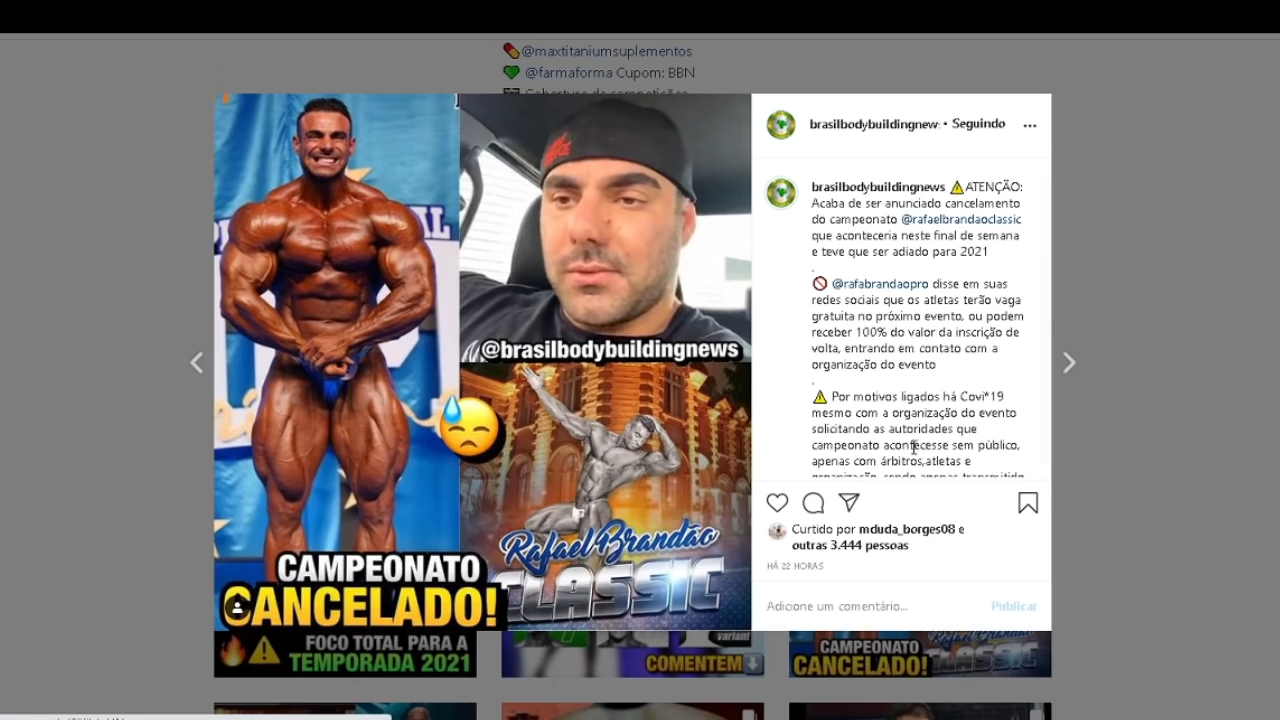 @maxtitaniumsuplementos
@farmaforma Cupom: BBN
brasilbodybuildingnew: • Seguindo
...
brasilbodybuildingnews ⚠ATENÇÃO:
Acaba de ser anunciado cancelamento
do campeonato @rafaelbrandaoclassic
que aconteceria neste final de semana
e teve que ser adiado para 2021
.
🚫 @rafabrandaopro disse em suas
redes sociais que os atletas terão vaga
gratuita no próximo evento, ou podem
receber 100% do valor da inscrição de
volta, entrando em contato com a
organização do evento
.
⚠ Por motivos ligados há Covi*19
mesmo com a organização do evento
solicitando as autoridades que
campeonato acontecesse sem público,
apenas com árbitros,atletas e
organização, sendo apenas transmitido
Curtido por mduda_borges08 e
outras 3.444 pessoas
HÁ 22 HORAS
Adicione um comentário... Publicar
@brasilbodybuildingnews
Rafael Brandão
CLASSIC
CAMPEONATO
CANCELADO!
FOCO TOTAL PARA A
TEMPORADA 2021
variant
COMENTEM
CAMPEONATO
CANCELADO!